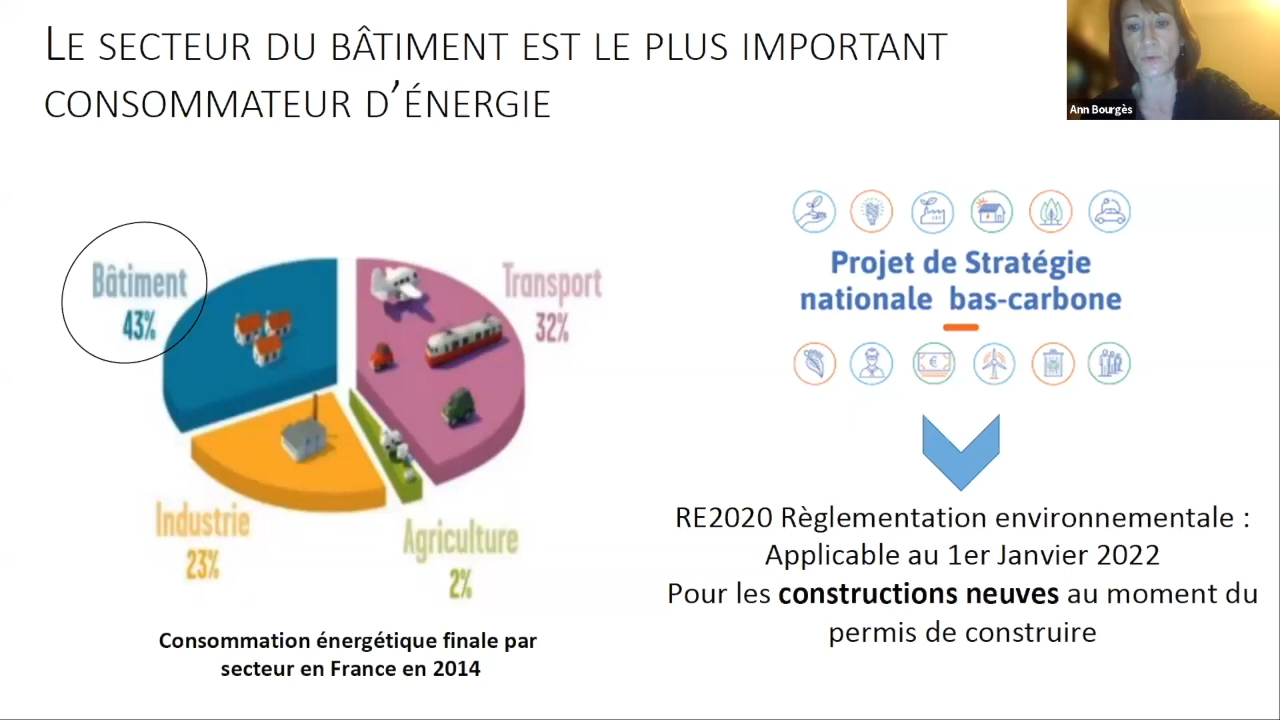 LE SECTEUR DU BÂTIMENT EST LE PLUS IMPORTANT
CONSOMMATEUR D’ÉNERGIE
Ann Bourgès
Bâtiment
43%
Transport
32%
Industrie
23%
Agriculture
2%
Consommation énergétique finale par
secteur en France en 2014
Projet de Stratégie
nationale bas-carbone
€
RE2020 Règlementation environnementale :
Applicable au 1er Janvier 2022
Pour les constructions neuves au moment du
permis de construire